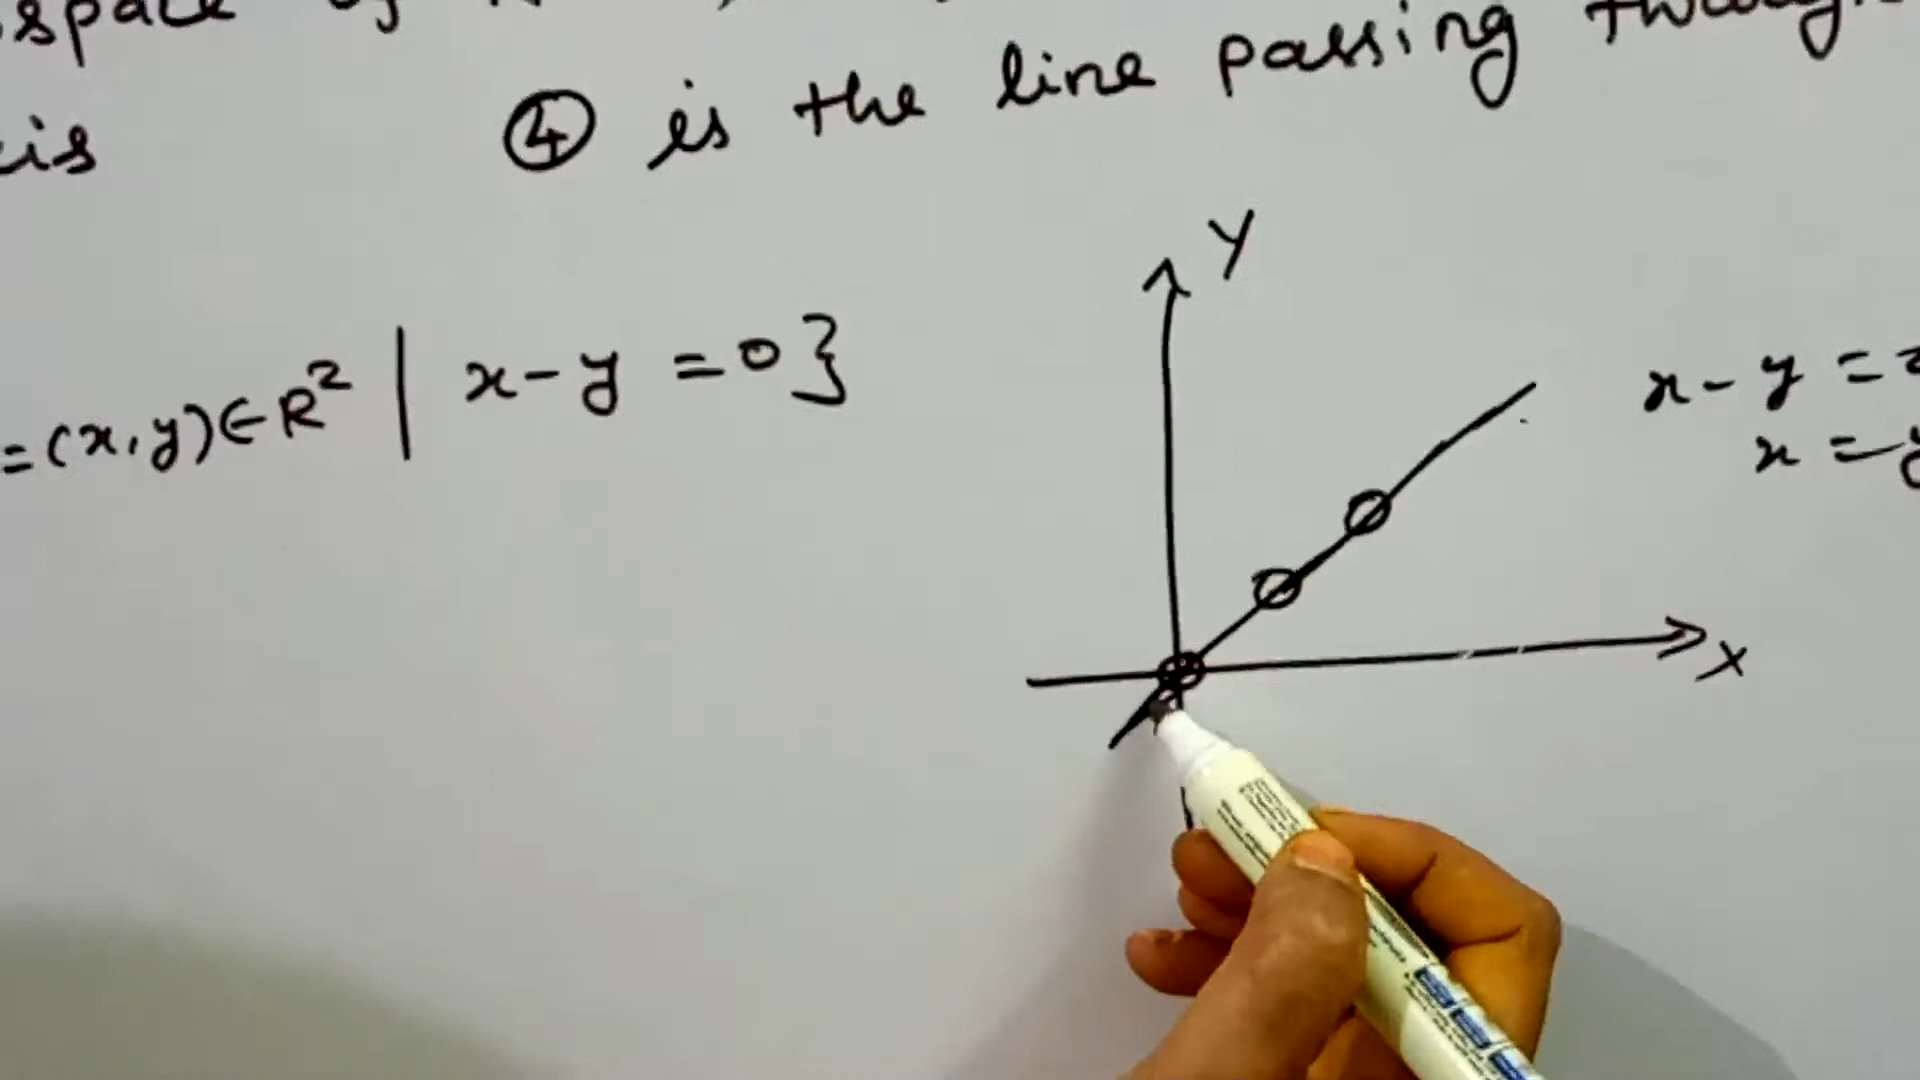 space of
is ④ is the line passing through
= (x, y) ∈ R² | x - y = 0 }
Y
x - y =
x = y
X